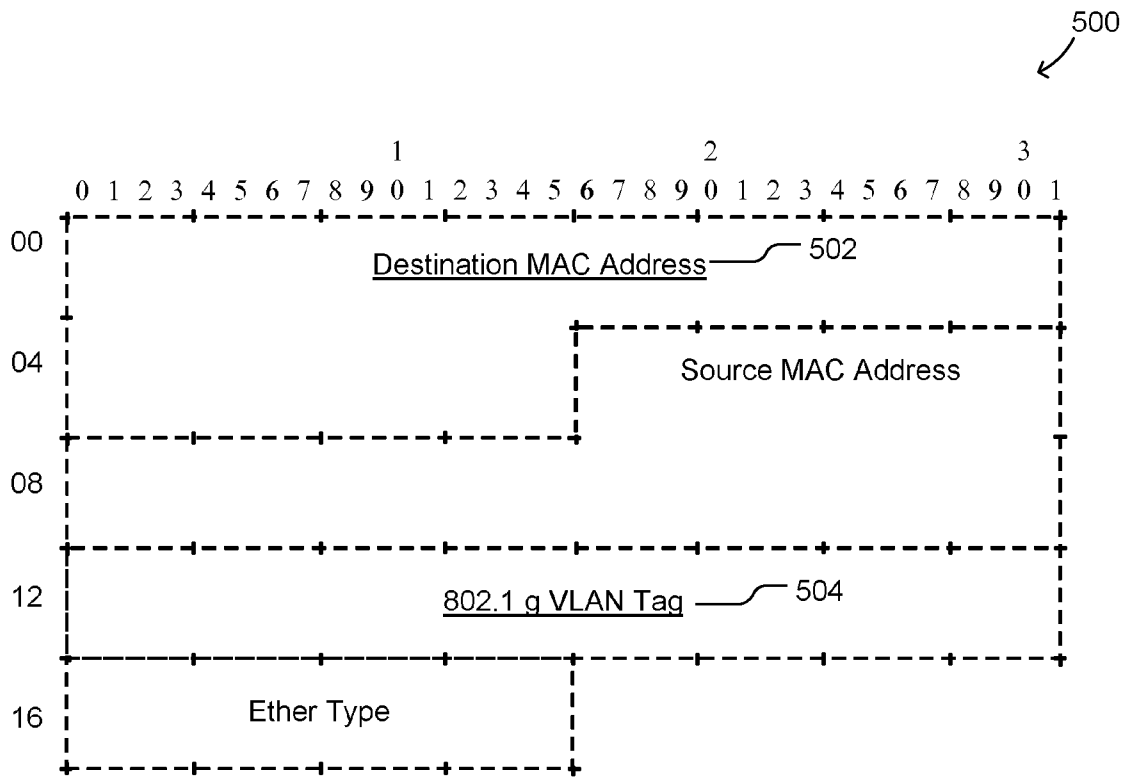 500
1 2 3
0 1 2 3 4 5 6 7 8 9 0 1 2 3 4 5 6 7 8 9 0 1 2 3 4 5 6 7 8 9 0 1
00
Destination MAC Address 502
04
Source MAC Address
08
12
802.1 g VLAN Tag 504
16
Ether Type